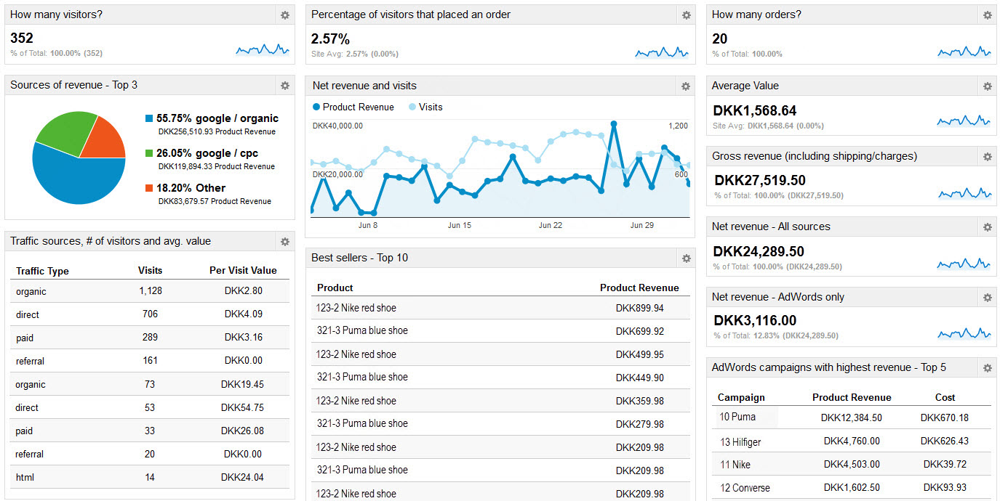 How many visitors?
352
% of Total: 100.00% (352)
Percentage of visitors that placed an order
2.57%
Site Avg: 2.57% (0.00%)
How many orders?
20
% of Total: 100.00%
Sources of revenue - Top 3
55.75% google / organic
DKK256,510.93 Product Revenue
26.05% google / cpc
DKK119,894.33 Product Revenue
18.20% Other
DKK83,679.57 Product Revenue
Traffic sources, # of visitors and avg. value
Traffic Type Visits Per Visit Value
organic 1,128 DKK2.80
direct 706 DKK4.09
paid 289 DKK3.16
referral 161 DKK0.00
organic 73 DKK19.45
direct 53 DKK54.75
paid 33 DKK26.08
referral 20 DKK0.00
html 14 DKK24.04
Net revenue and visits
Product Revenue Visits
DKK40,000.00 1,200
DKK20,000.00 600
Jun 8 Jun 15 Jun 22 Jun 29
Best sellers - Top 10
Product Product Revenue
123-2 Nike red shoe DKK899.94
321-3 Puma blue shoe DKK699.92
123-2 Nike red shoe DKK499.95
321-3 Puma blue shoe DKK449.90
123-2 Nike red shoe DKK359.98
321-3 Puma blue shoe DKK279.98
123-2 Nike red shoe DKK209.98
321-3 Puma blue shoe DKK209.98
123-2 Nike red shoe DKK209.98
Average Value
DKK1,568.64
Site Avg: DKK1,568.64 (0.00%)
Gross revenue (including shipping/charges)
DKK27,519.50
% of Total: 100.00% (DKK27,519.50)
Net revenue - All sources
DKK24,289.50
% of Total: 100.00% (DKK24,289.50)
Net revenue - AdWords only
DKK3,116.00
% of Total: 12.83% (DKK24,289.50)
AdWords campaigns with highest revenue - Top 5
Campaign Product Revenue Cost
10 Puma DKK12,384.50 DKK670.18
13 Hilfiger DKK4,760.00 DKK626.43
11 Nike DKK4,503.00 DKK39.72
12 Converse DKK1,602.50 DKK93.93